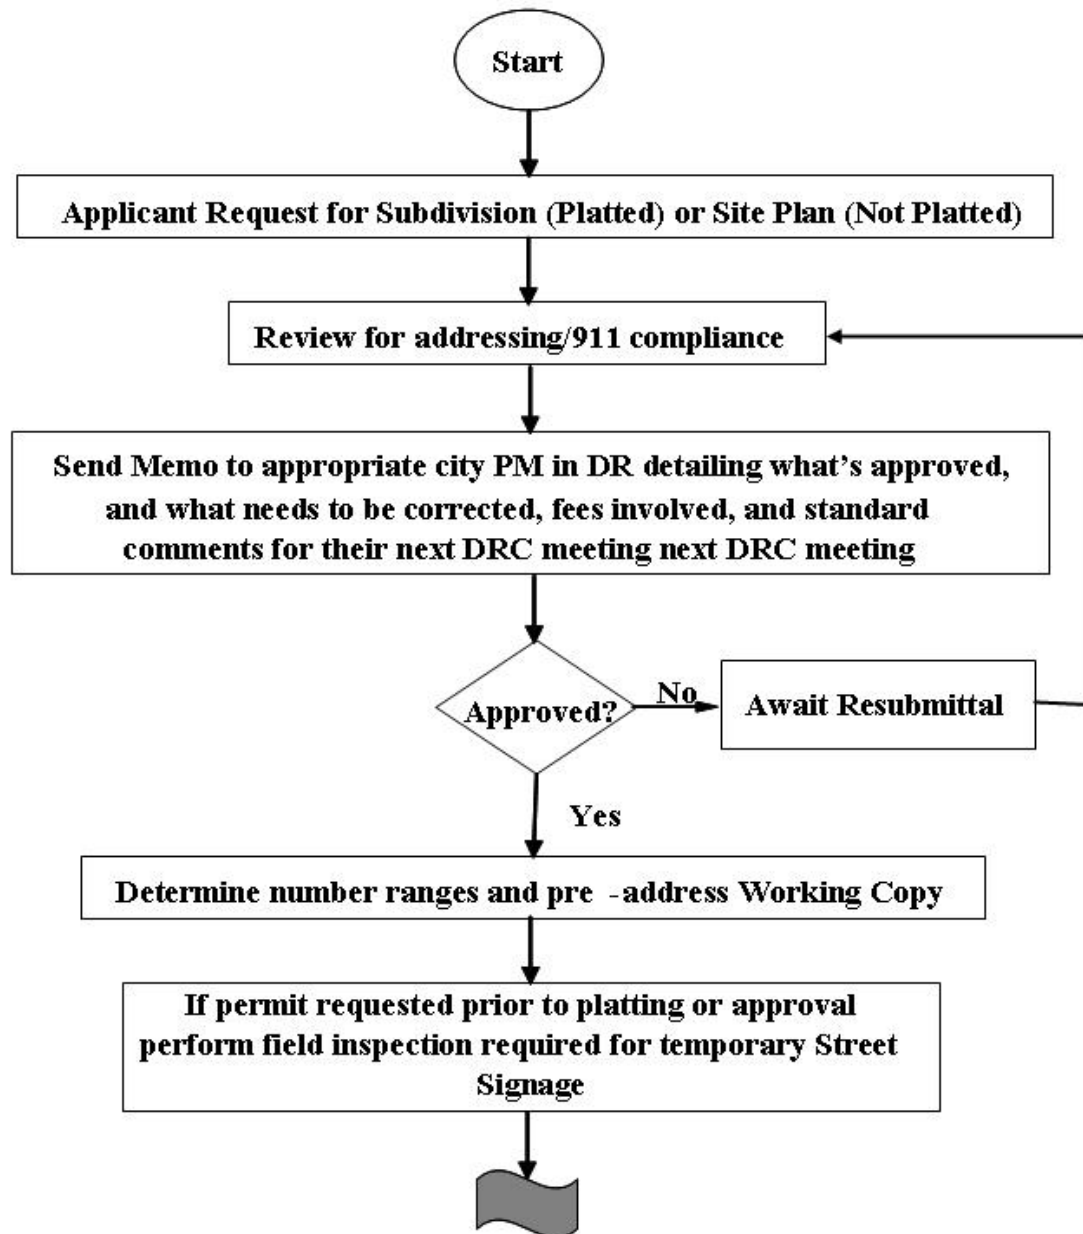 Start
Applicant Request for Subdivision (Platted) or Site Plan (Not Platted)
Review for addressing/911 compliance
Send Memo to appropriate city PM in DR detailing what's approved,
and what needs to be corrected, fees involved, and standard
comments for their next DRC meeting next DRC meeting
Approved?
No
Await Resubmittal
Yes
Determine number ranges and pre -address Working Copy
If permit requested prior to platting or approval
perform field inspection required for temporary Street
Signage